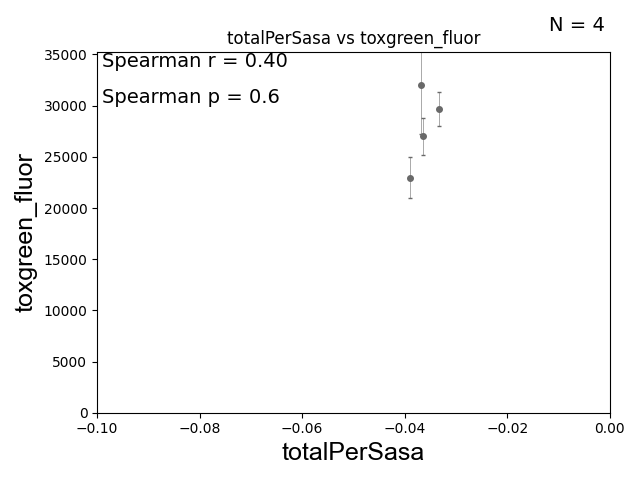 N = 4
totalPerSasa vs toxgreen_fluor
Spearman r = 0.40
Spearman p = 0.6
35000
30000
25000
20000
15000
10000
5000
0
toxgreen_fluor
−0.10 −0.08 −0.06 −0.04 −0.02 0.00
totalPerSasa